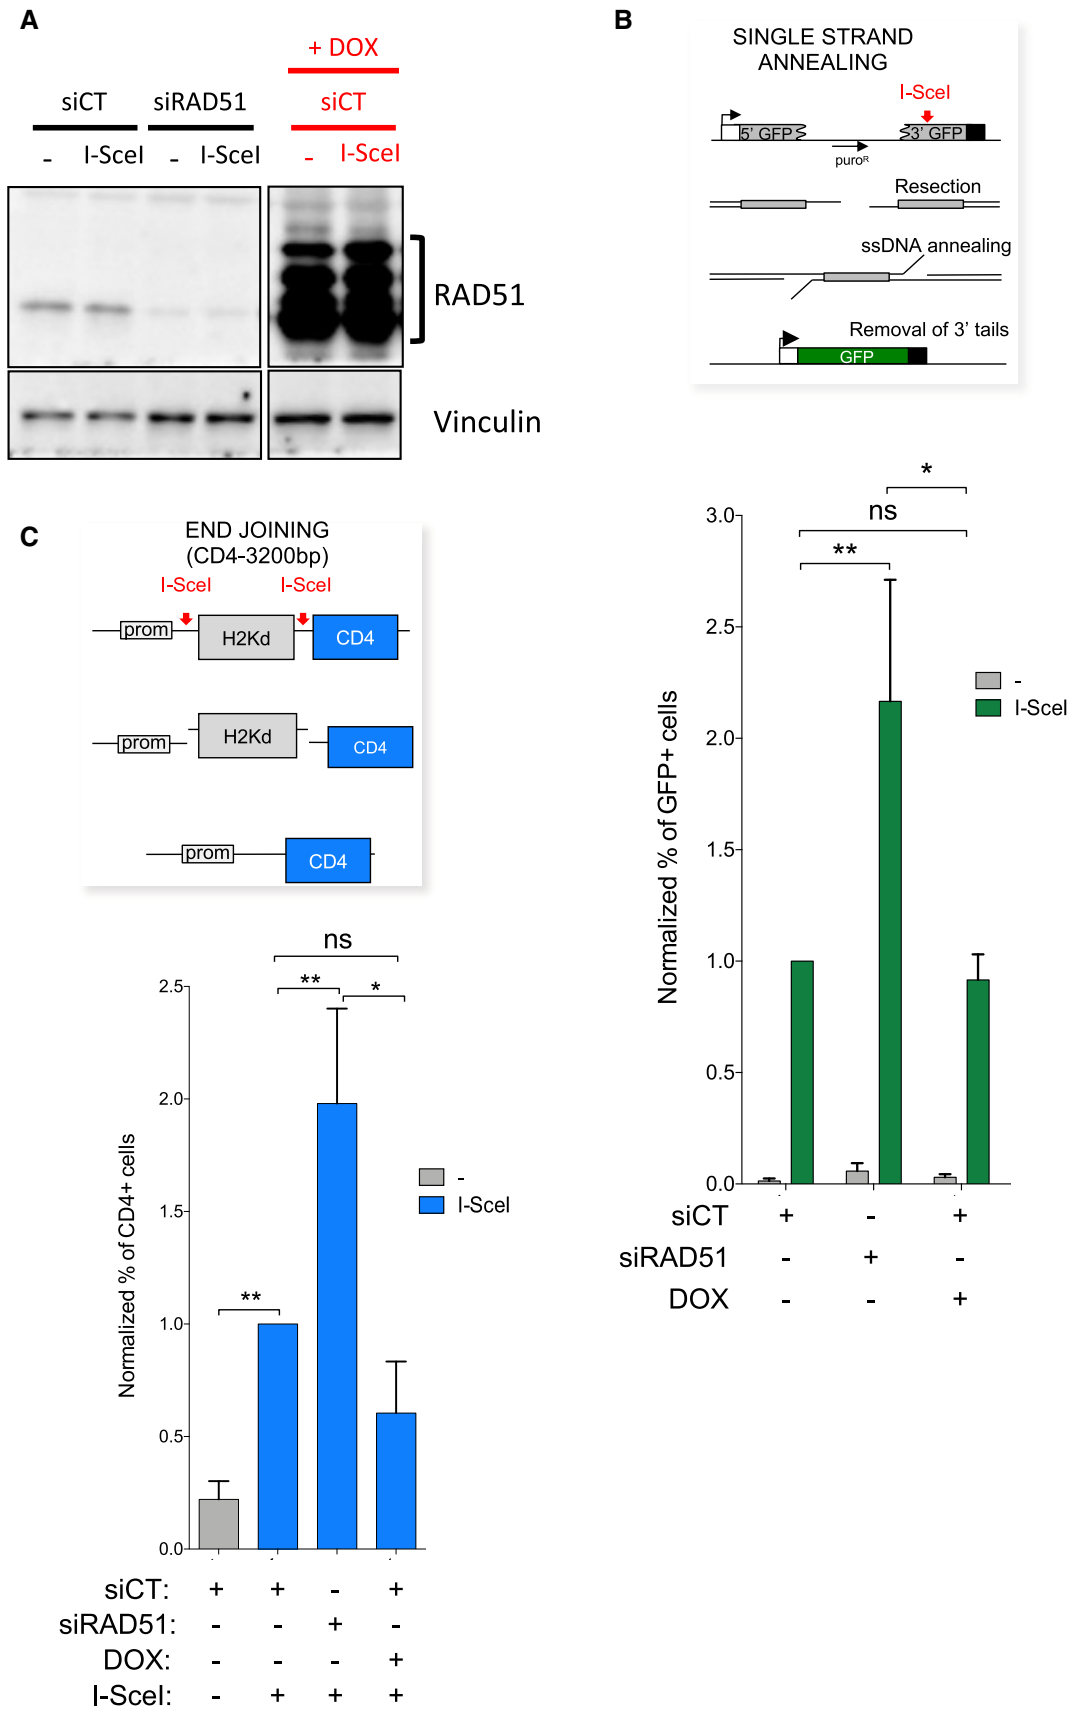 A
+ DOX
siCT siRAD51 siCT
- I-SceI - I-SceI - I-SceI
RAD51
Vinculin
B
SINGLE STRAND
ANNEALING
I-SceI
5' GFP 3' GFP
puroR
Resection
ssDNA annealing
Removal of 3' tails
GFP
*
ns
**
3.0
2.5
2.0
1.5
1.0
0.5
0.0
Normalized % of GFP+ cells
-
I-SceI
siCT + - +
siRAD51 - + -
DOX - - +
C
END JOINING
(CD4-3200bp)
I-SceI I-SceI
prom H2Kd CD4
prom H2Kd CD4
prom CD4
ns
** *
**
2.5
2.0
1.5
1.0
0.5
0.0
Normalized % of CD4+ cells
-
I-SceI
siCT: + + - +
siRAD51: - - + -
DOX: - - - +
I-SceI: - + + +